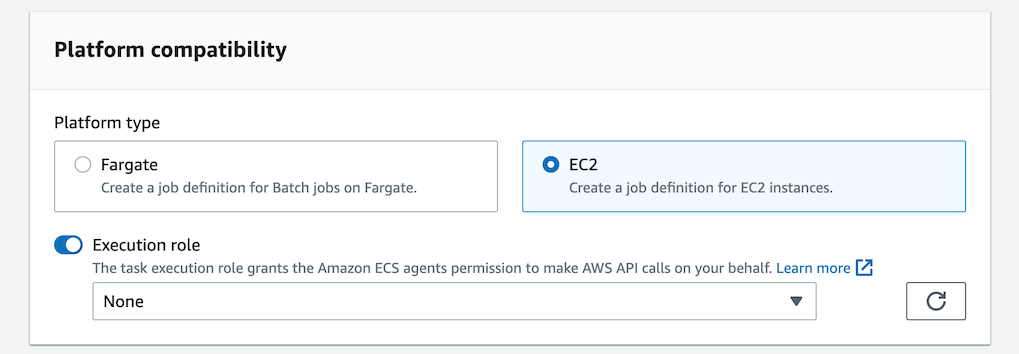 Platform compatibility
Platform type
Fargate
Create a job definition for Batch jobs on Fargate.
EC2
Create a job definition for EC2 instances.
Execution role
The task execution role grants the Amazon ECS agents permission to make AWS API calls on your behalf. Learn more
None